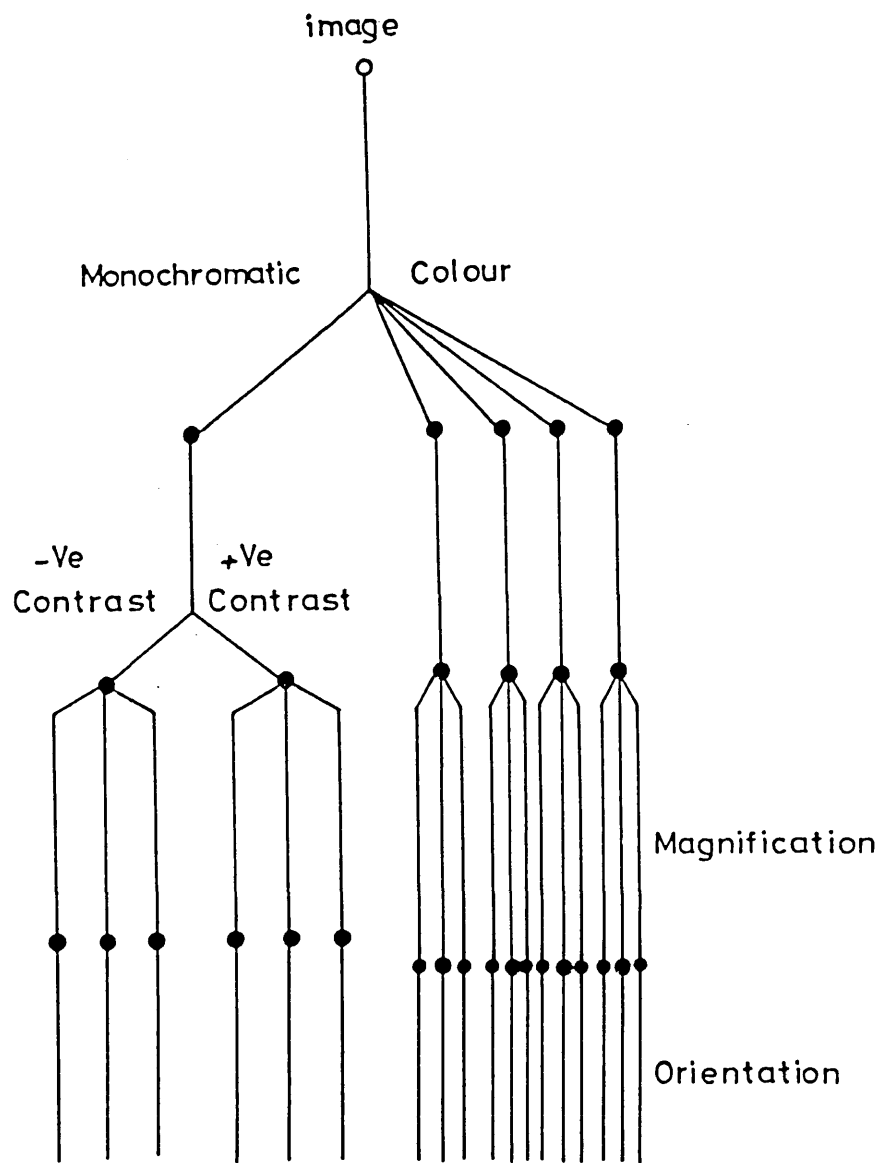 image
Monochromatic
Colour
-Ve
Contrast
+Ve
Contrast
Magnification
Orientation